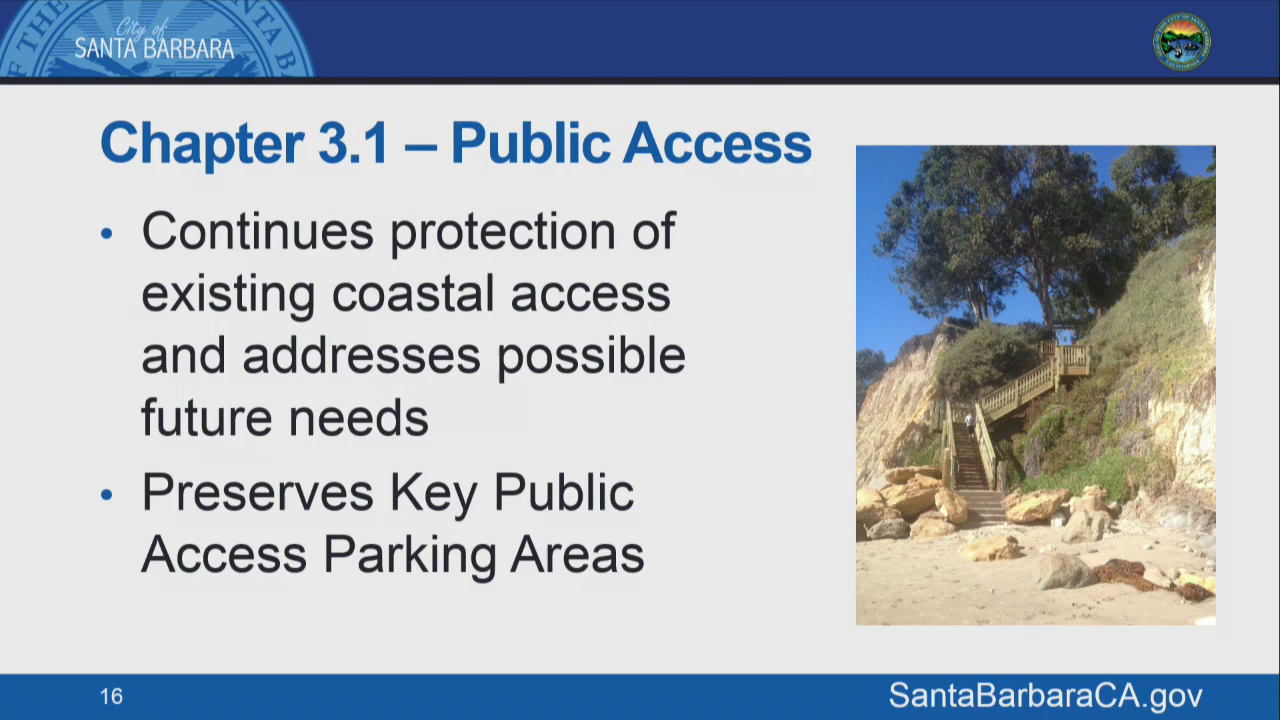 City of
SANTA BARBARA
Chapter 3.1 – Public Access
• Continues protection of
existing coastal access
and addresses possible
future needs
• Preserves Key Public
Access Parking Areas
16
SantaBarbaraCA.gov